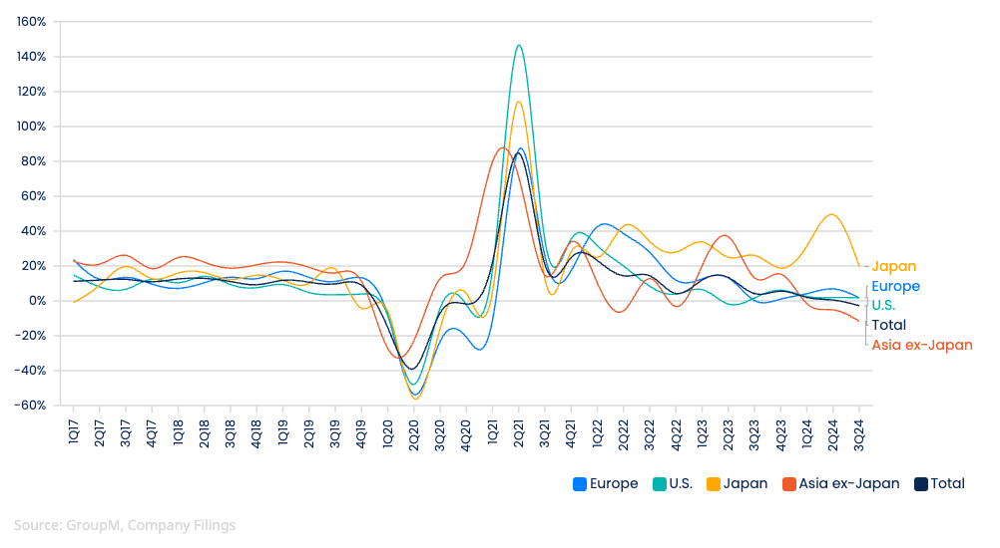 160%
140%
120%
100%
80%
60%
40%
20%
0%
-20%
-40%
-60%
1Q17 2Q17 3Q17 4Q17 1Q18 2Q18 3Q18 4Q18 1Q19 2Q19 3Q19 4Q19 1Q20 2Q20 3Q20 4Q20 1Q21 2Q21 3Q21 4Q21 1Q22 2Q22 3Q22 4Q22 1Q23 2Q23 3Q23 4Q23 1Q24 2Q24 3Q24
Japan
Europe
U.S.
Total
Asia ex-Japan
Europe U.S. Japan Asia ex-Japan Total
Source: GroupM, Company Filings